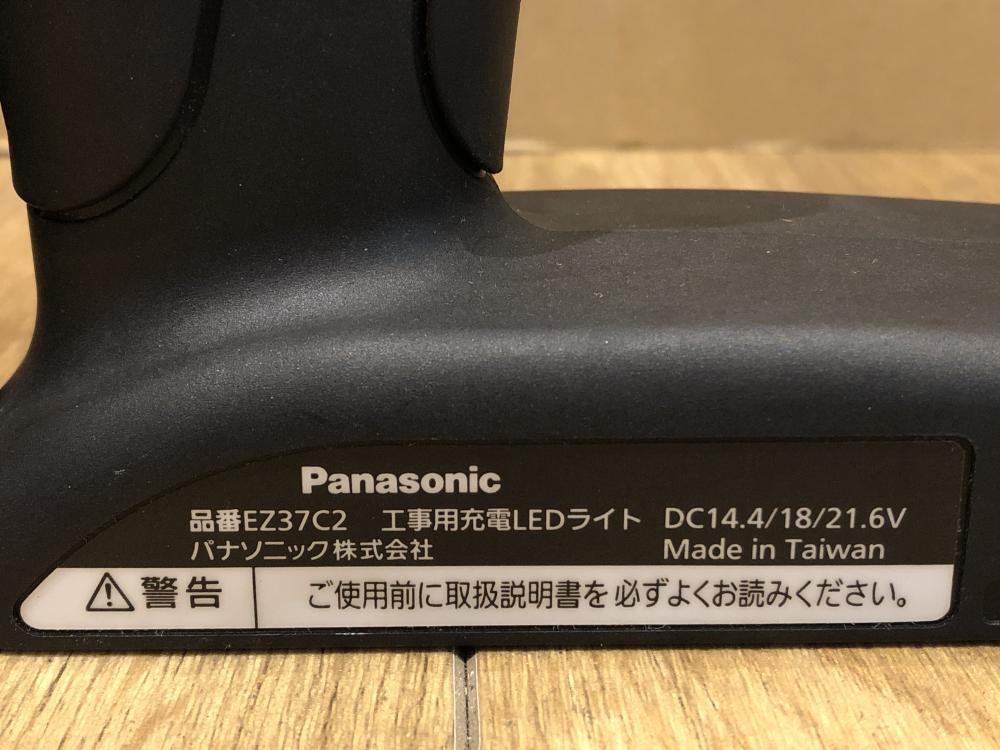 Panasonic
品番EZ37C2 工事用充電LEDライト DC14.4/18/21.6V
パナソニック株式会社 Made in Taiwan
警告 ご使用前に取扱説明書を必ずよくお読みください。